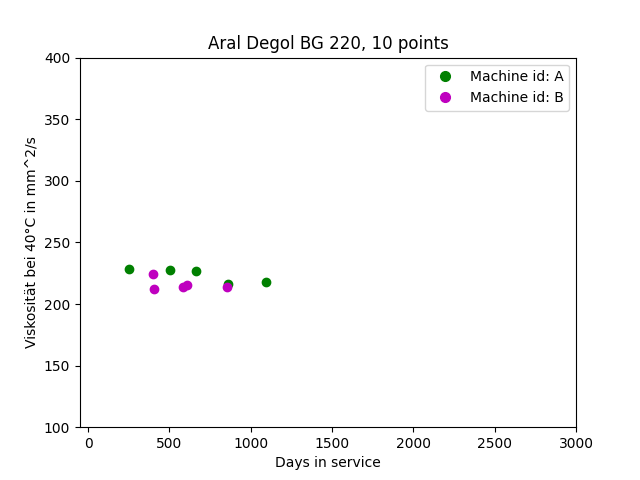 Aral Degol BG 220, 10 points
Machine id: A
Machine id: B
Viskosität bei 40°C in mm^2/s
400
350
300
250
200
150
100
0 500 1000 1500 2000 2500 3000
Days in service